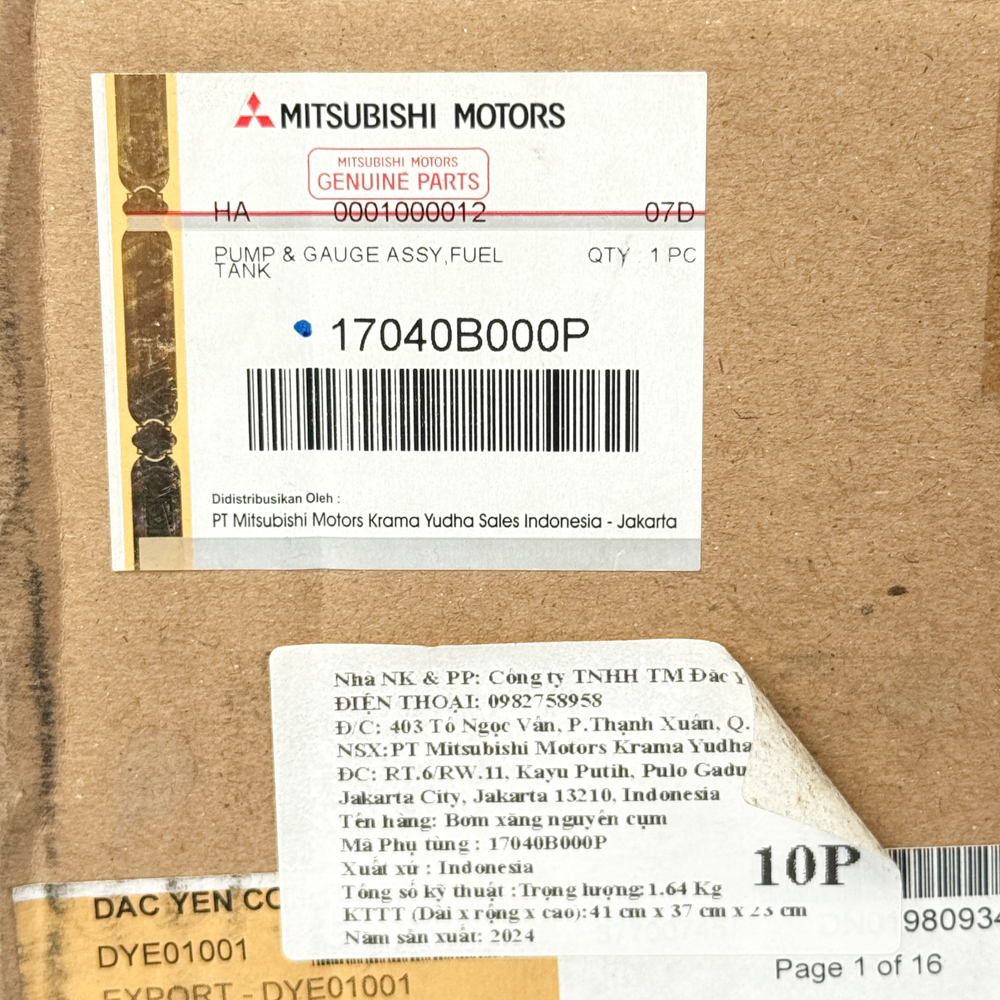 MITSUBISHI MOTORS
MITSUBISHI MOTORS
GENUINE PARTS
HA 0001000012 07D
PUMP & GAUGE ASSY,FUEL QTY : 1 PC
TANK
17040B000P
Didistribusikan Oleh :
PT Mitsubishi Motors Krama Yudha Sales Indonesia - Jakarta
Nhà NK & PP: Công ty TNHH TM Đắc
ĐIỆN THOẠI: 0982758958
Đ/C: 403 Tô Ngọc Vân, P.Thạnh Xuân, Q.
NSX:PT Mitsubishi Motors Krama Yudha
ĐC: RT.6/RW.11, Kayu Putih, Pulo Gadu
Jakarta City, Jakarta 13210, Indonesia
Tên hàng: Bơm xăng nguyên cụm
Mã Phụ tùng : 17040B000P
Xuất xứ : Indonesia
Tông số kỹ thuật :Trọng lượng: 1.64 Kg
KTTT (Dài x rộng x cao): 41 cm x 37 cm x 23 cm
Năm sản xuất: 2024
10P
DAC YEN CO
DYE01001
EXPORT - DYE01001
980934
Page 1 of 16